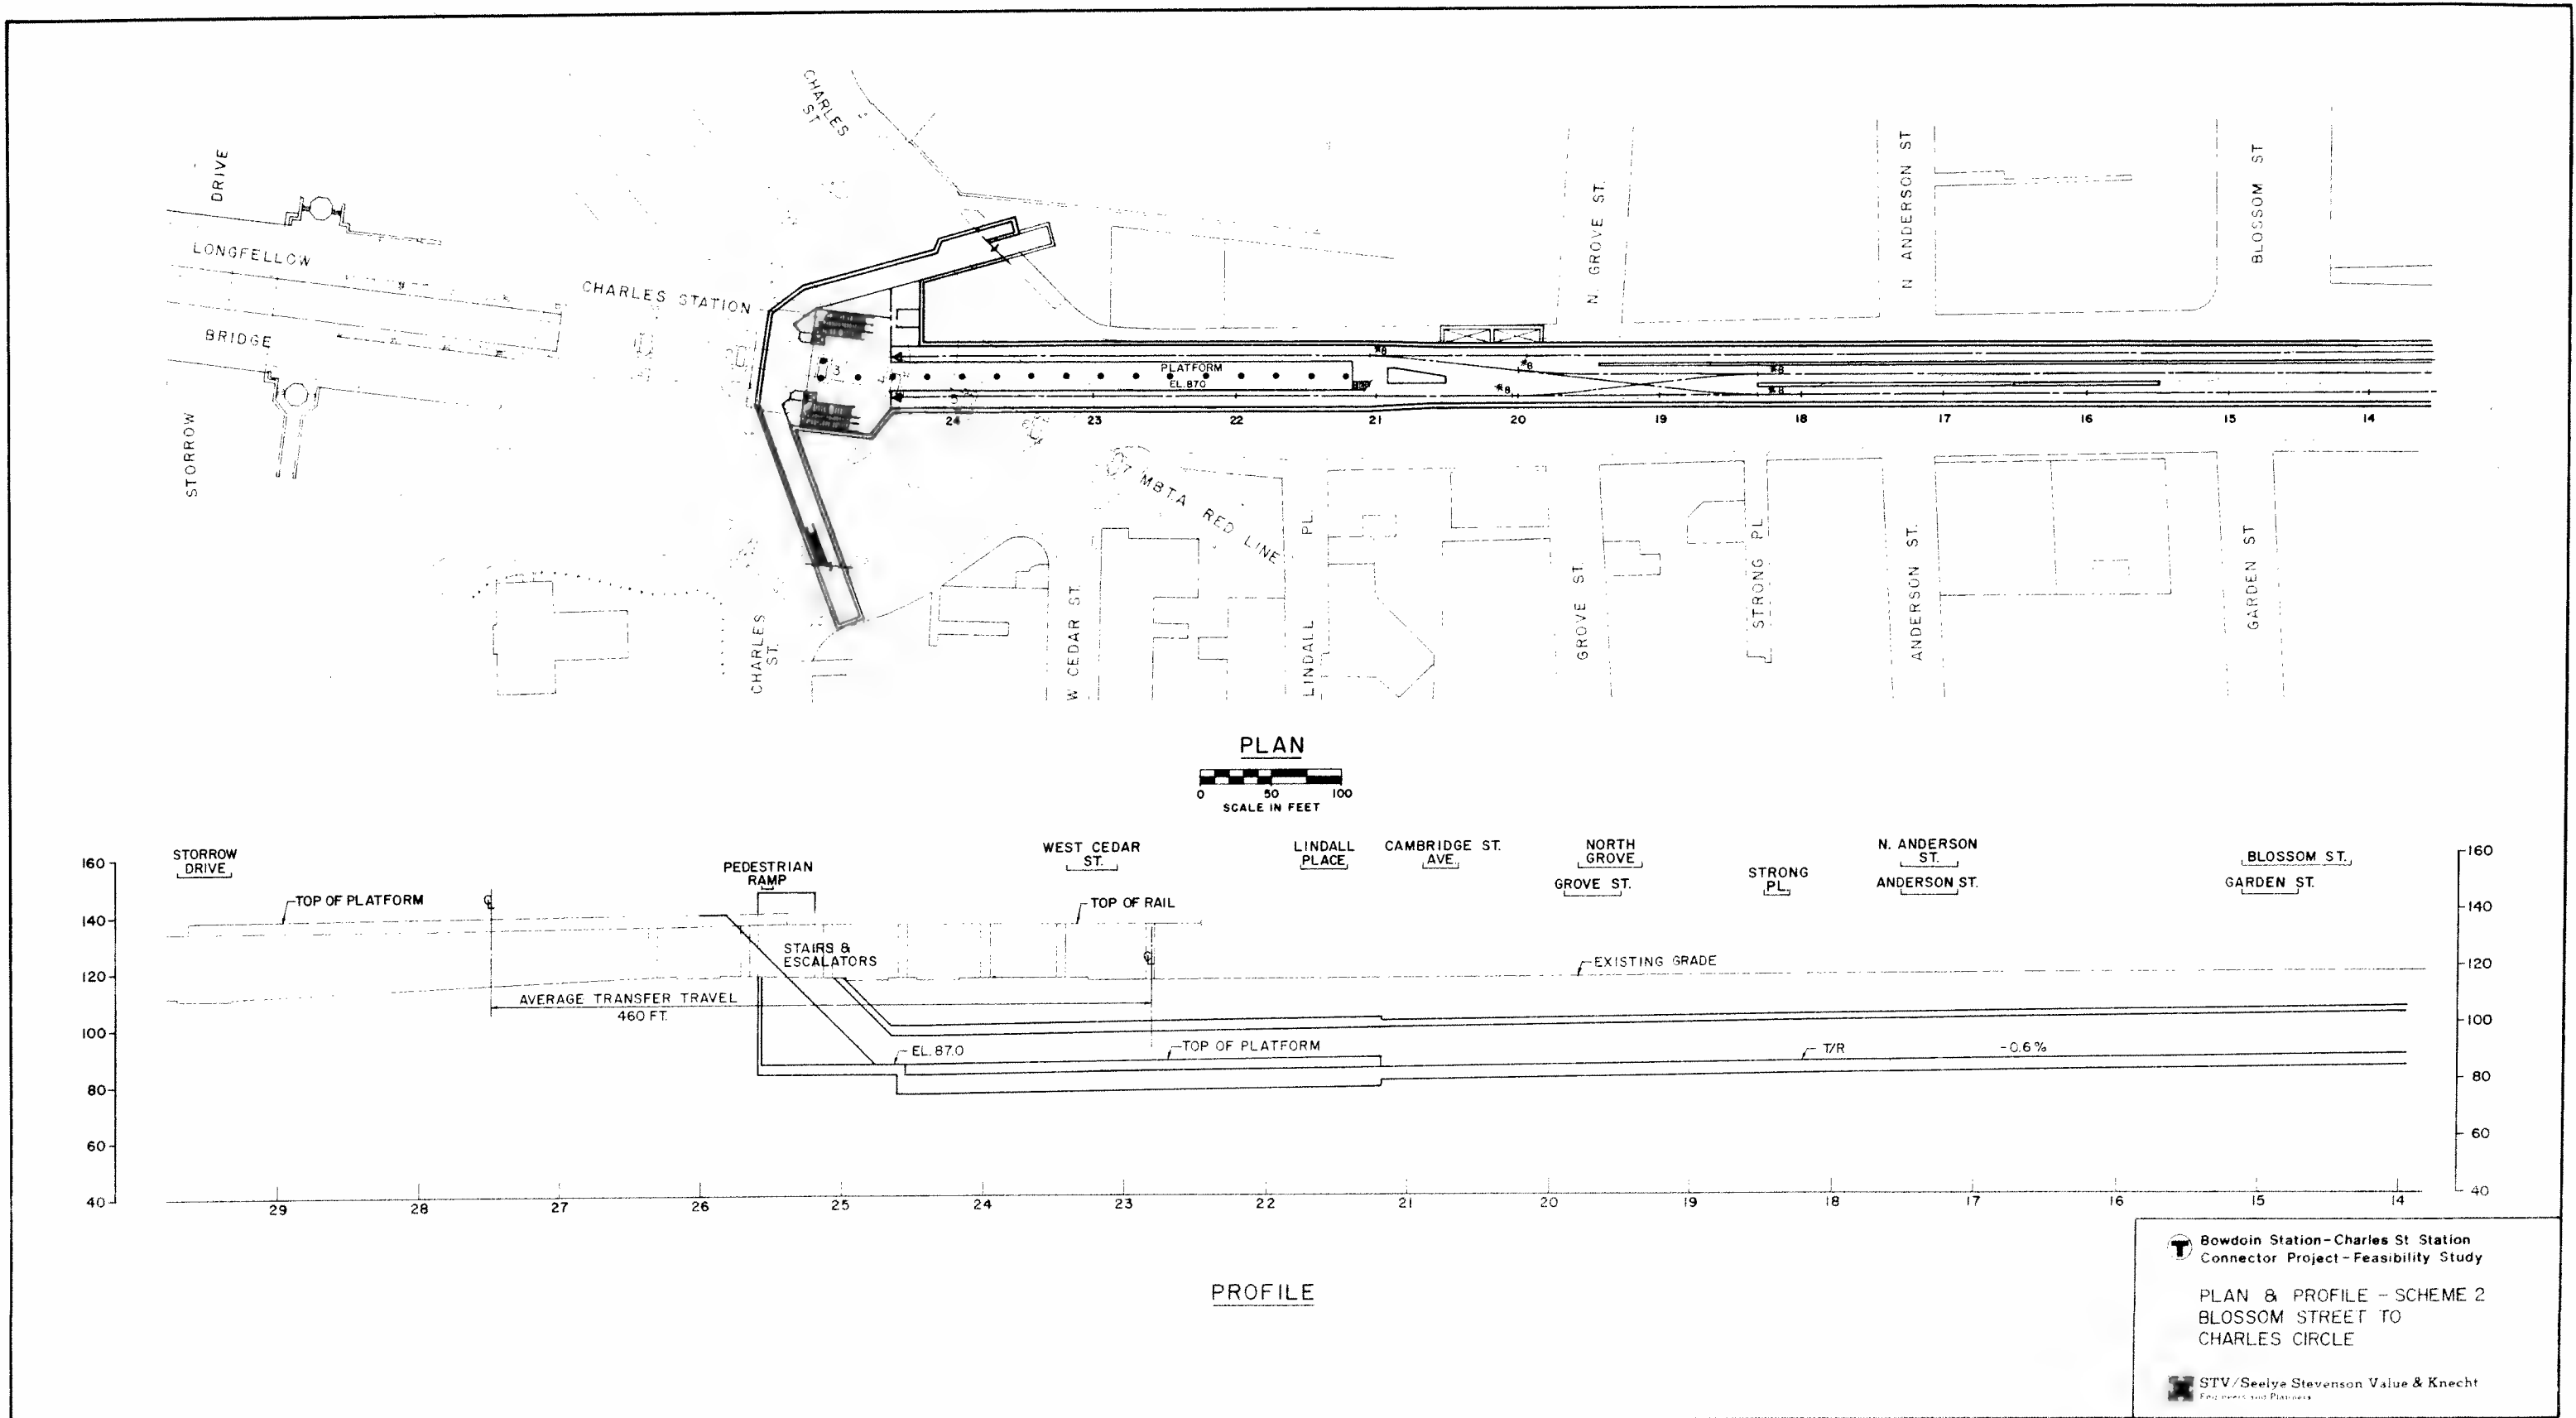 CHARLES
ST
DRIVE
LONGFELLOW
BRIDGE
STORROW
CHARLES STATION
N. GROVE ST.
N ANDERSON ST
BLOSSOM ST
PLATFORM
EL. 87.0
3
24
23
22
21
20
19
18
17
16
15
14
MBTA RED LINE
CHARLES
ST.
W CEDAR ST.
LINDALL PL.
GROVE ST.
STRONG PL
ANDERSON ST.
GARDEN ST
PLAN
0 50 100
SCALE IN FEET
STORROW
DRIVE
PEDESTRIAN
RAMP
WEST CEDAR
ST.
LINDALL
PLACE
CAMBRIDGE ST.
AVE.
NORTH
GROVE
GROVE ST.
STRONG
PL.
N. ANDERSON
ST.
ANDERSON ST.
BLOSSOM ST.
GARDEN ST.
160
140
120
100
80
60
40
TOP OF PLATFORM
TOP OF RAIL
STAIRS &
ESCALATORS
EXISTING GRADE
AVERAGE TRANSFER TRAVEL
460 FT.
EL. 87.0
TOP OF PLATFORM
T/R
-0.6%
160
140
120
100
80
60
40
29 28 27 26 25 24 23 22 21 20 19 18 17 16 15 14
PROFILE
T Bowdoin Station-Charles St Station
Connector Project-Feasibility Study
PLAN & PROFILE - SCHEME 2
BLOSSOM STREET TO
CHARLES CIRCLE
STV/Seelye Stevenson Value & Knecht
Engineers and Planners